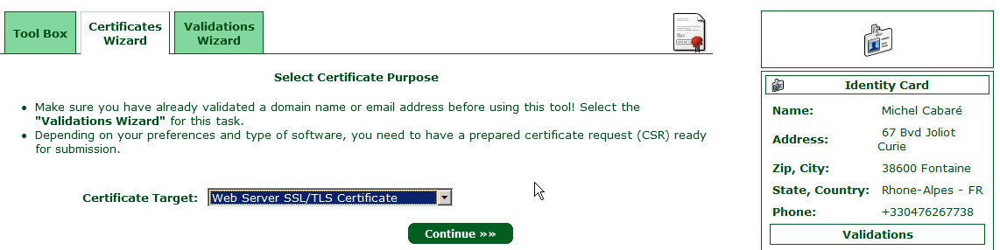 Tool Box
Certificates
Wizard
Validations
Wizard
Select Certificate Purpose
Make sure you have already validated a domain name or email address before using this tool! Select the
"Validations Wizard" for this task.
Depending on your preferences and type of software, you need to have a prepared certificate request (CSR) ready
for submission.
Certificate Target: Web Server SSL/TLS Certificate
Continue »»
Identity Card
Name: Michel Cabaré
Address: 67 Bvd Joliot
Curie
Zip, City: 38600 Fontaine
State, Country: Rhone-Alpes - FR
Phone: +330476267738
Validations